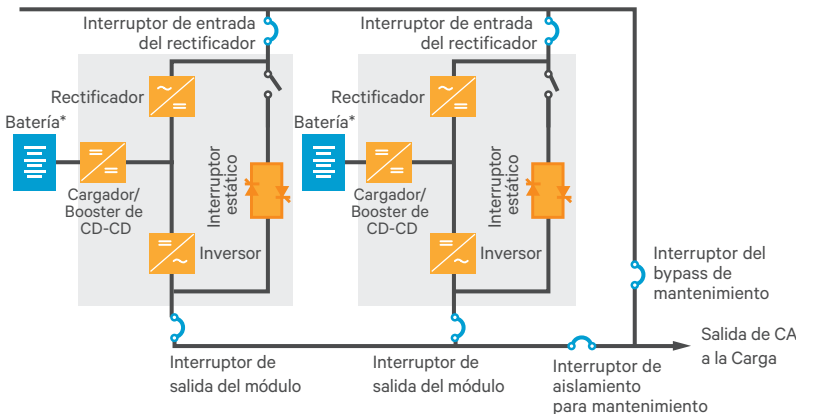 Interruptor de entrada
del rectificador
Interruptor de entrada
del rectificador
Rectificador
Batería*
Cargador/
Booster de
CD-CD
Interruptor
estático
Inversor
Rectificador
Batería*
Cargador/
Booster de
CD-CD
Interruptor
estático
Inversor
Interruptor del
bypass de
mantenimiento
Salida de CA
a la Carga
Interruptor de
salida del módulo
Interruptor de
salida del módulo
Interruptor de
aislamiento
para mantenimiento